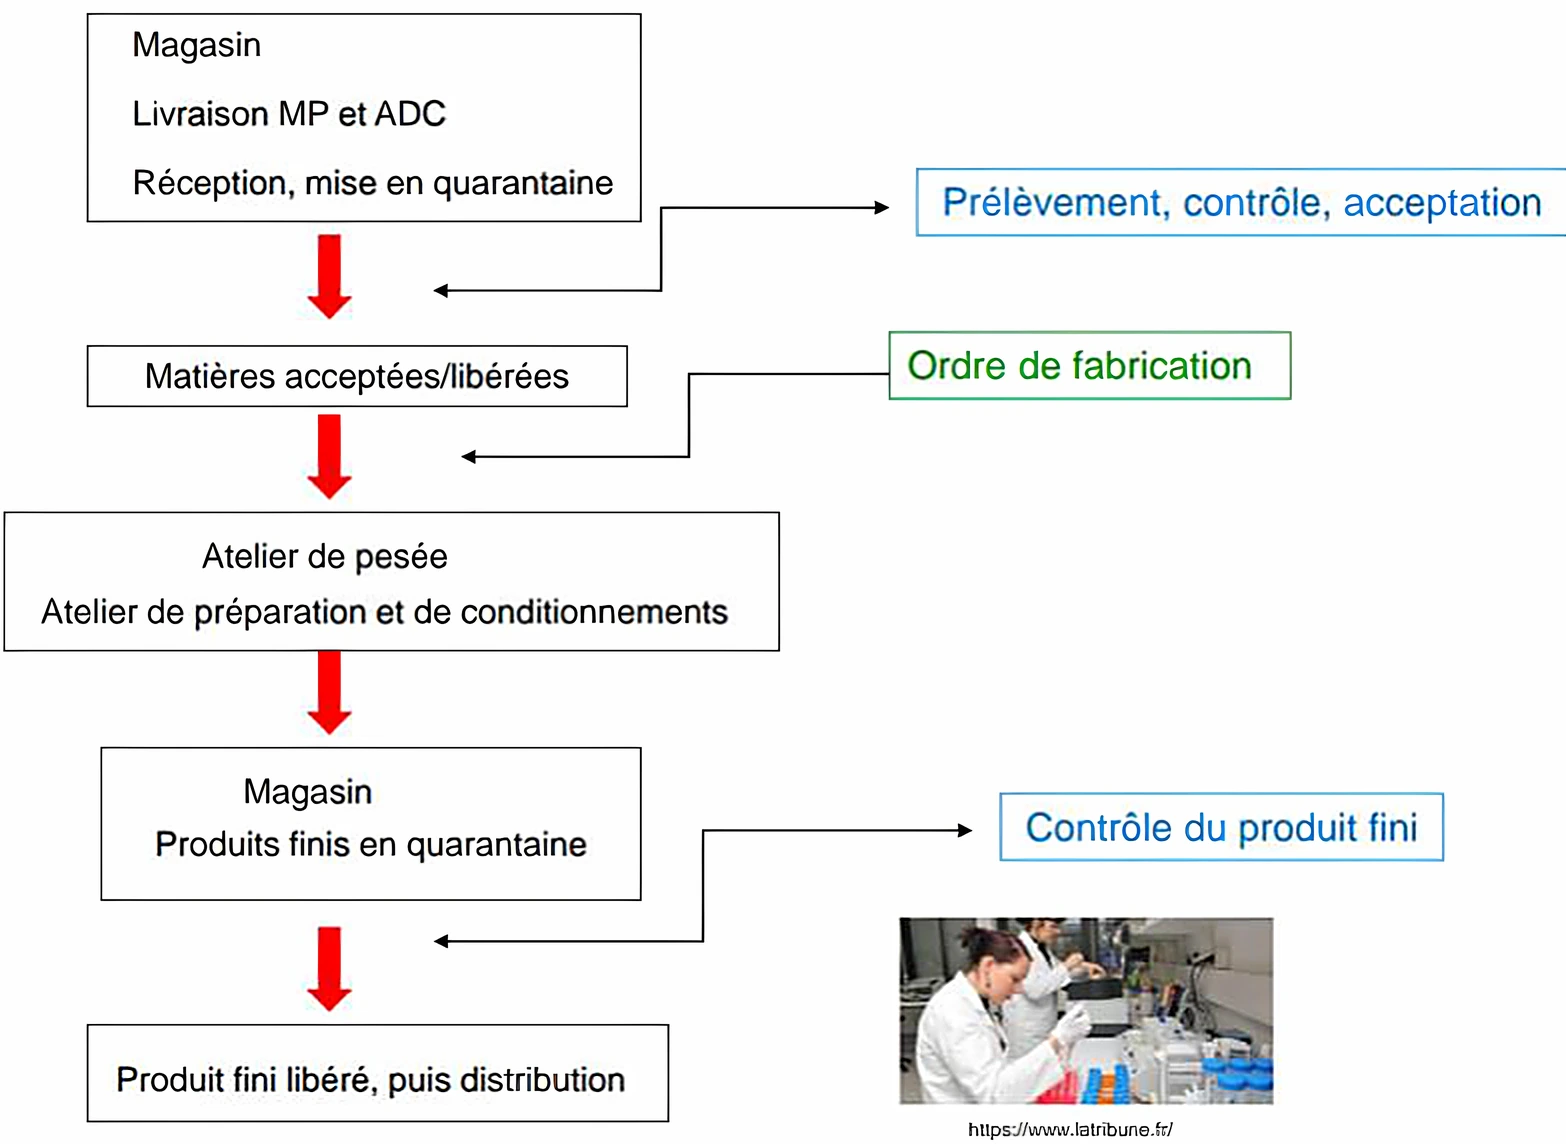 Magasin
Livraison MP et ADC
Réception, mise en quarantaine
Prélèvement, contrôle, acceptation
Matières acceptées/libérées
Ordre de fabrication
Atelier de pesée
Atelier de préparation et de conditionnements
Magasin
Produits finis en quarantaine
Contrôle du produit fini
Produit fini libéré, puis distribution
https://www.latribune.fr/